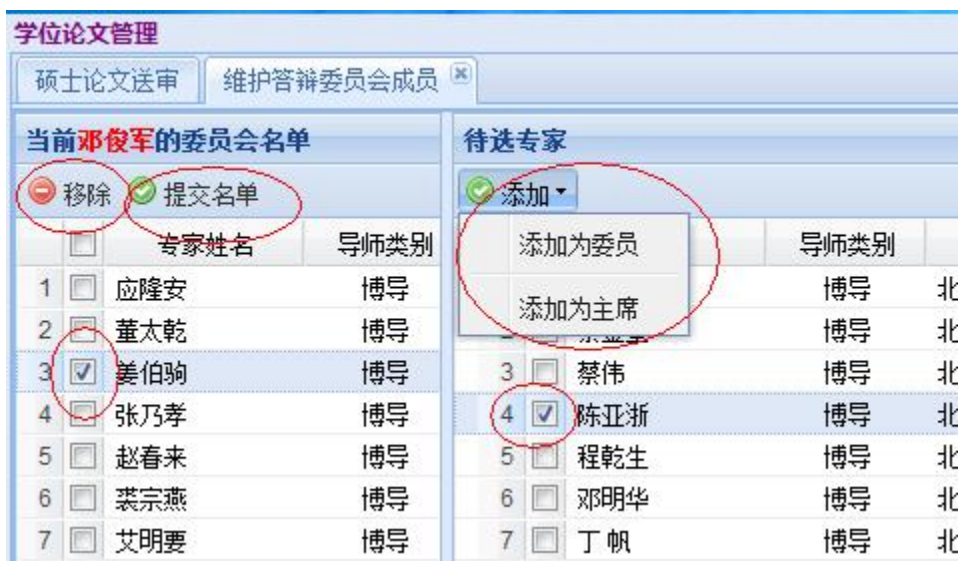 学位论文管理
硕士论文送审 维护答辩委员会成员
当前邓俊军的委员会名单
移除 提交名单
专家姓名 导师类别
1 应隆安 博导
2 董太乾 博导
3 姜伯驹 博导
4 张乃孝 博导
5 赵春来 博导
6 裘宗燕 博导
7 艾明要 博导
待选专家
添加
添加为委员
添加为主席
导师类别
博导 北
博导 北
3 蔡伟 博导 北
4 陈亚浙 博导 北
5 程乾生 博导 北
6 邓明华 博导 北
7 丁帆 博导 北